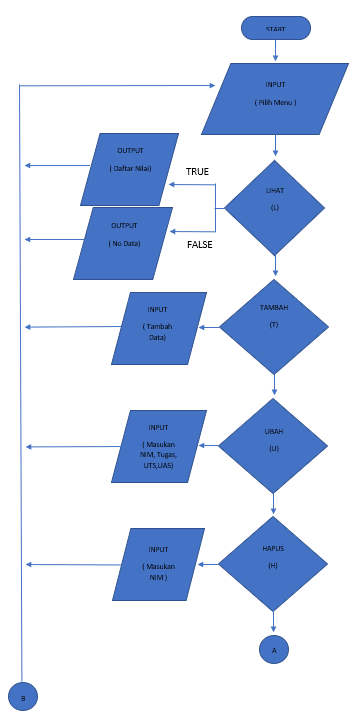 START
INPUT
( Pilih Menu )
OUTPUT
( Daftar Nilai)
TRUE
LIHAT
(L)
OUTPUT
( No Data)
FALSE
TAMBAH
(T)
INPUT
( Tambah
Data)
UBAH
(U)
INPUT
( Masukan
NIM, Tugas,
UTS,UAS)
HAPUS
(H)
INPUT
( Masukan
NIM )
A
B